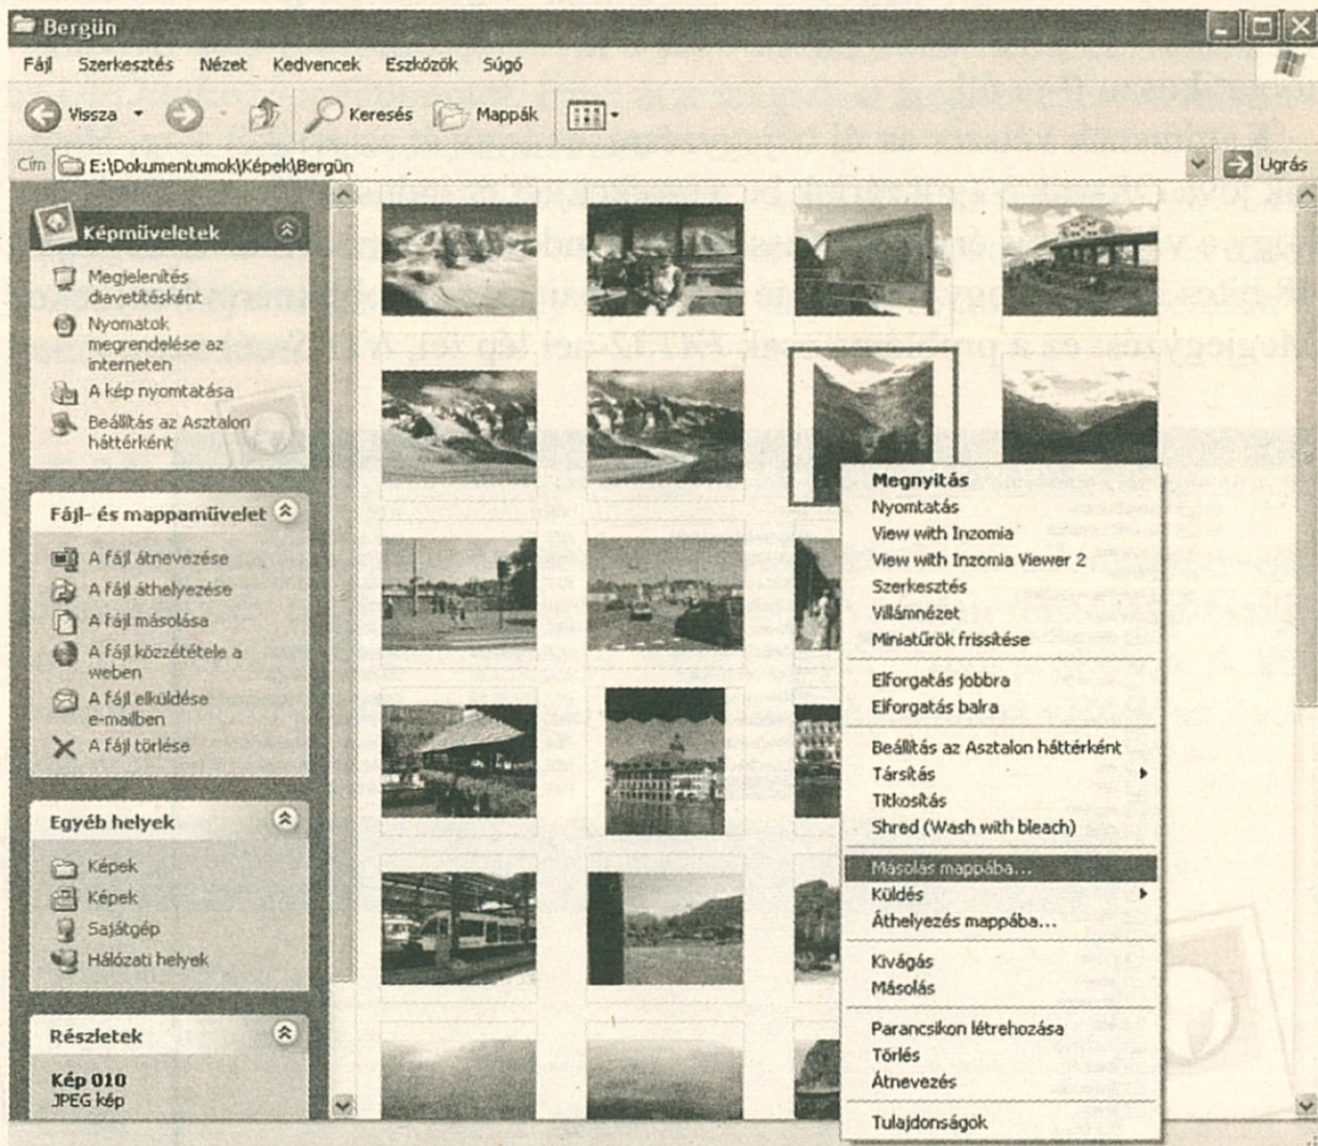 Bergün
Fájl Szerkesztés Nézet Kedvencek Eszközök Súgó
Vissza Keresés Mappák
Cím E:\Dokumentumok\Képek\Bergün Ugrás
Képműveletek
Megjelenítés
diavetítésként
Nyomatok
megrendelése az
interneten
A kép nyomtatása
Beállítás az Asztalon
háttérként
Fájl- és mappaművelet
A fájl átnevezése
A fájl áthelyezése
A fájl másolása
A fájl közzététele a
weben
A fájl elküldése
e-mailben
A fájl törlése
Egyéb helyek
Képek
Képek
Sajátgép
Hálózati helyek
Részletek
Kép 010
JPEG kép
Megnyitás
Nyomtatás
View with Inzomia
View with Inzomia Viewer 2
Szerkesztés
Villámnézet
Miniatűrök frissítése
Elforgatás jobbra
Elforgatás balra
Beállítás az Asztalon háttérként
Társítás
Titkosítás
Shred (Wash with bleach)
Másolás mappába...
Küldés
Áthelyezés mappába...
Kivágás
Másolás
Parancsikon létrehozása
Törlés
Átnevezés
Tulajdonságok